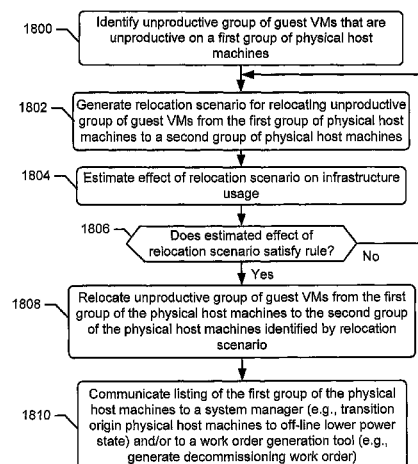 1800
Identify unproductive group of guest VMs that are
unproductive on a first group of physical host
machines
1802
Generate relocation scenario for relocating unproductive
group of guest VMs from the first group of physical host
machines to a second group of physical host machines
1804
Estimate effect of relocation scenario on infrastructure
usage
1806
Does estimated effect of
relocation scenario satisfy rule?
No
Yes
1808
Relocate unproductive group of guest VMs from the first
group of the physical host machines to the second group
of the physical host machines identified by relocation
scenario
1810
Communicate listing of the first group of the physical
host machines to a system manager (e.g., transition
origin physical host machines to off-line lower power
state) and/or to a work order generation tool (e.g.,
generate decommissioning work order)